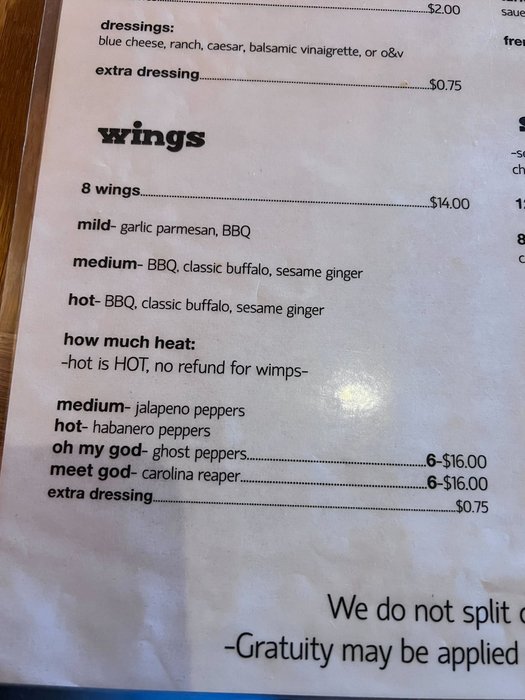 $2.00
dressings:
blue cheese, ranch, caesar, balsamic vinaigrette, or o&v
extra dressing $0.75
wings
8 wings $14.00
mild- garlic parmesan, BBQ
medium- BBQ, classic buffalo, sesame ginger
hot- BBQ, classic buffalo, sesame ginger
how much heat:
-hot is HOT, no refund for wimps-
medium- jalapeno peppers
hot- habanero peppers
oh my god- ghost peppers 6-$16.00
meet god- carolina reaper 6-$16.00
extra dressing $0.75
We do not split
-Gratuity may be applied